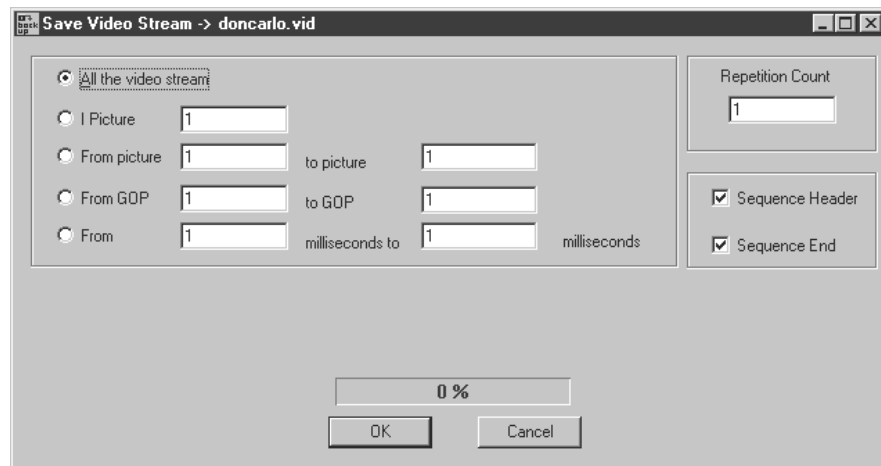 Save Video Stream -> doncarlo.vid
All the video stream
I Picture 1
From picture 1 to picture 1
From GOP 1 to GOP 1
From 1 milliseconds to 1 milliseconds
Repetition Count
1
Sequence Header
Sequence End
0 %
OK Cancel